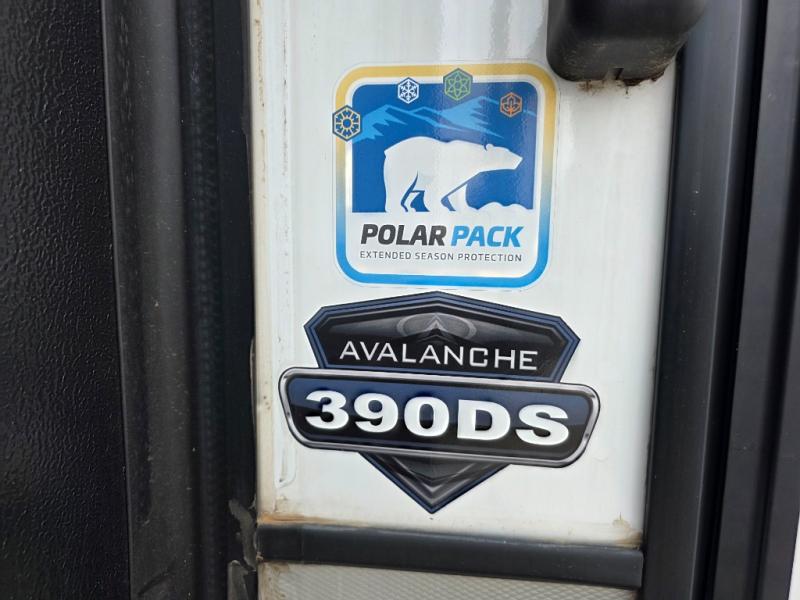 POLAR PACK
EXTENDED SEASON PROTECTION
AVALANCHE
390DS